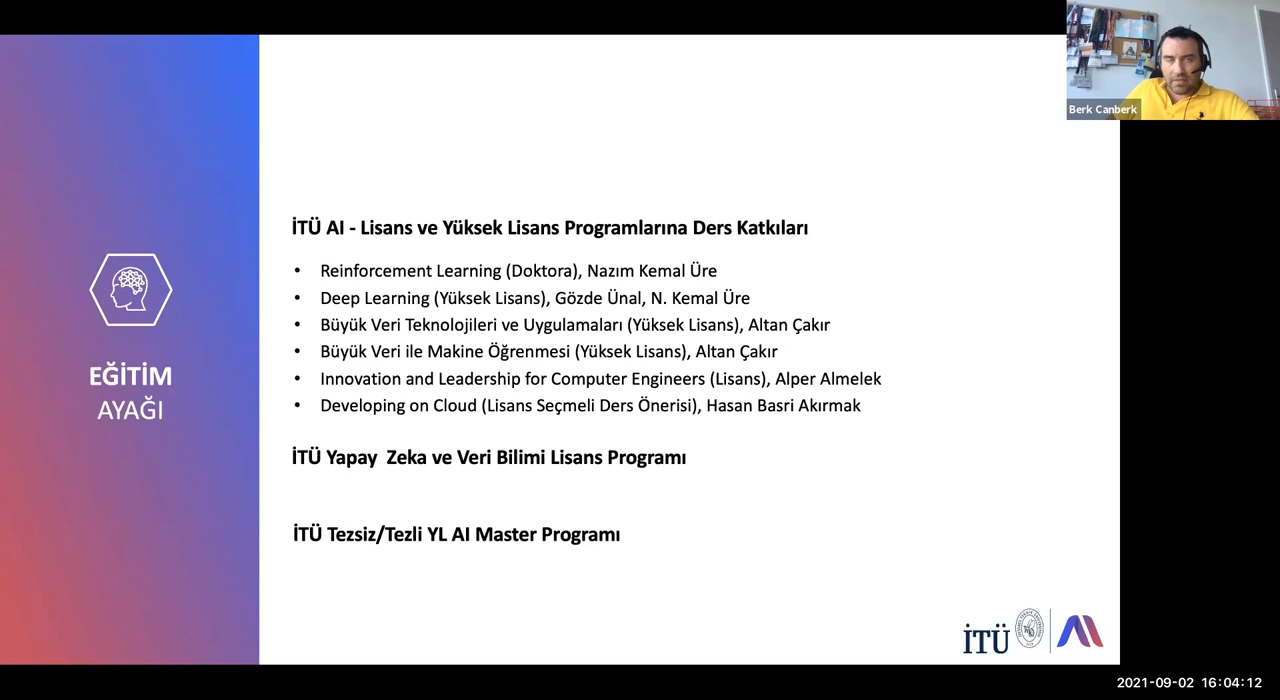 Berk Canberk
EĞİTİM
AYAĞI
İTÜ AI - Lisans ve Yüksek Lisans Programlarına Ders Katkıları
• Reinforcement Learning (Doktora), Nazım Kemal Üre
• Deep Learning (Yüksek Lisans), Gözde Ünal, N. Kemal Üre
• Büyük Veri Teknolojileri ve Uygulamaları (Yüksek Lisans), Altan Çakır
• Büyük Veri ile Makine Öğrenmesi (Yüksek Lisans), Altan Çakır
• Innovation and Leadership for Computer Engineers (Lisans), Alper Almelek
• Developing on Cloud (Lisans Seçmeli Ders Önerisi), Hasan Basri Akırmak
İTÜ Yapay  Zeka ve Veri Bilimi Lisans Programı
İTÜ Tezsiz/Tezli YL AI Master Programı
İTÜ
2021-09-02 16:04:12